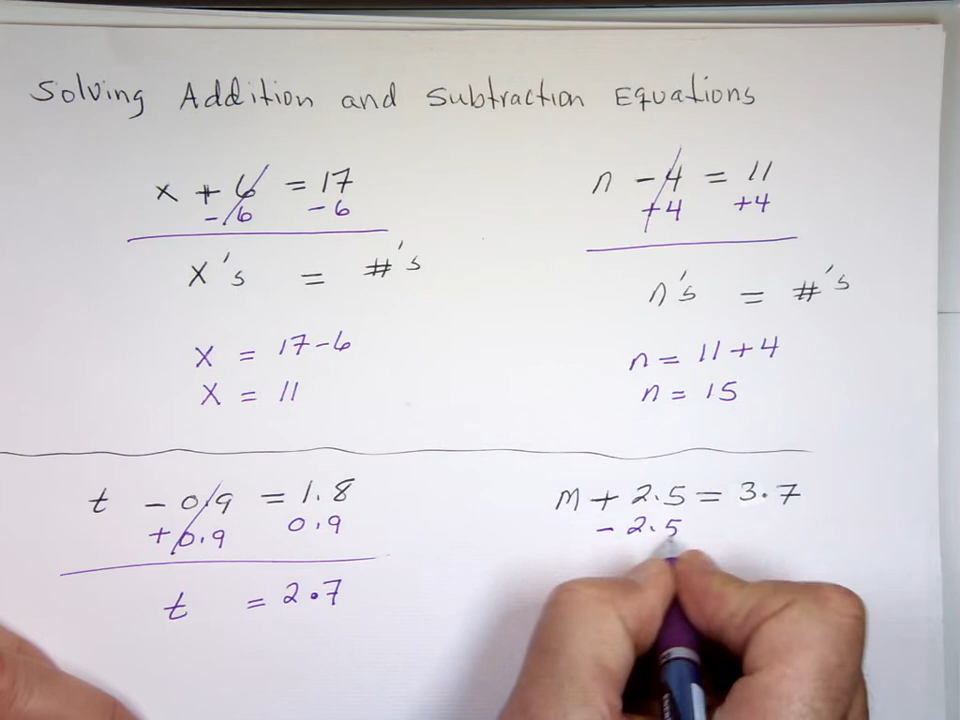 Solving Addition and Subtraction Equations
x + 6 = 17
- 6 - 6
x's = #'s
x = 17 - 6
x = 11
n - 4 = 11
+4 +4
n's = #'s
n = 11 + 4
n = 15
t - 0.9 = 1.8
+ 0.9 0.9
t = 2.7
m + 2.5 = 3.7
- 2.5